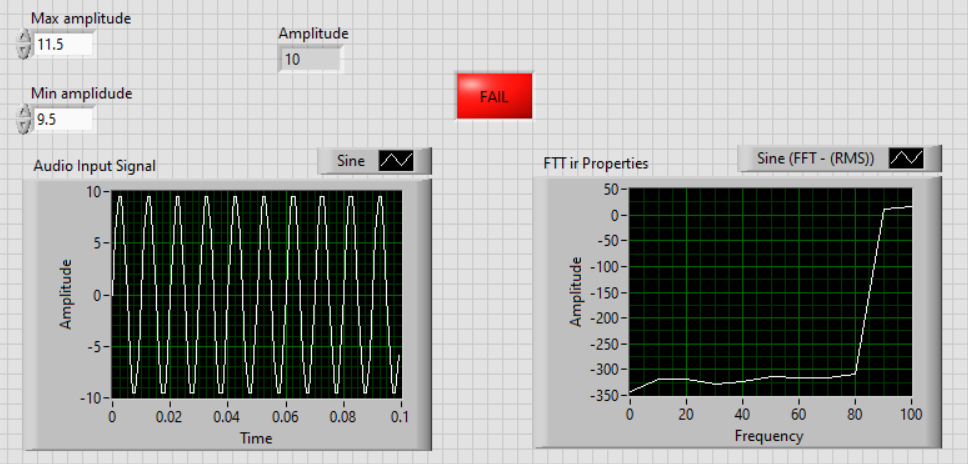 Max amplitude
11.5
Amplitude
10
Min amplidude
9.5
FAIL
Audio Input Signal
Sine
10
5
0
-5
-10
Amplitude
0
0.02
0.04
0.06
0.08
0.1
Time
FTT ir Properties
Sine (FFT - (RMS))
50
0
-50
-100
-150
-200
-250
-300
-350
Amplitude
0
20
40
60
80
100
Frequency